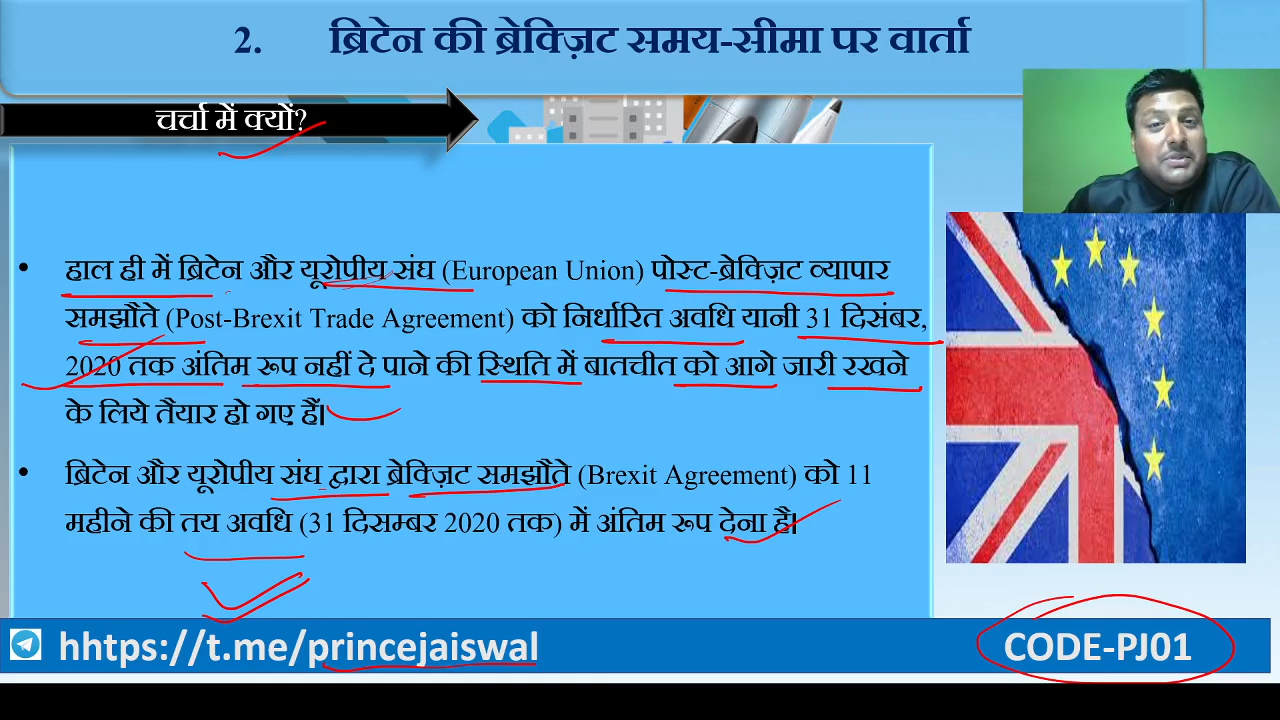 2. ब्रिटेन की ब्रेक्ज़िट समय-सीमा पर वार्ता
चर्चा में क्यों?
• हाल ही में ब्रिटेन और यूरोपीय संघ (European Union) पोस्ट-ब्रेक्ज़िट व्यापार
समझौते (Post-Brexit Trade Agreement) को निर्धारित अवधि यानी 31 दिसंबर,
2020 तक अंतिम रूप नहीं दे पाने की स्थिति में बातचीत को आगे जारी रखने
के लिये तैयार हो गए हैं।
• ब्रिटेन और यूरोपीय संघ द्वारा ब्रेक्ज़िट समझौते (Brexit Agreement) को 11
महीने की तय अवधि (31 दिसम्बर 2020 तक) में अंतिम रूप देना है।
hhtps://t.me/princejaiswal
CODE-PJ01